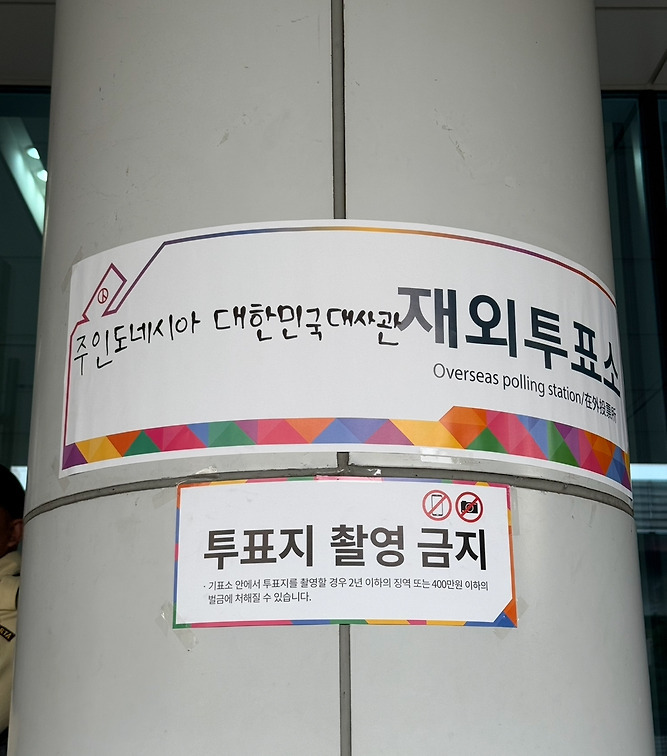 주인도네시아 대한민국대사관 재외투표소
Overseas polling station/在外投票所
투표지 촬영 금지
· 기표소 안에서 투표지를 촬영할 경우 2년 이하의 징역 또는 400만원 이하의
벌금에 처해질 수 있습니다.